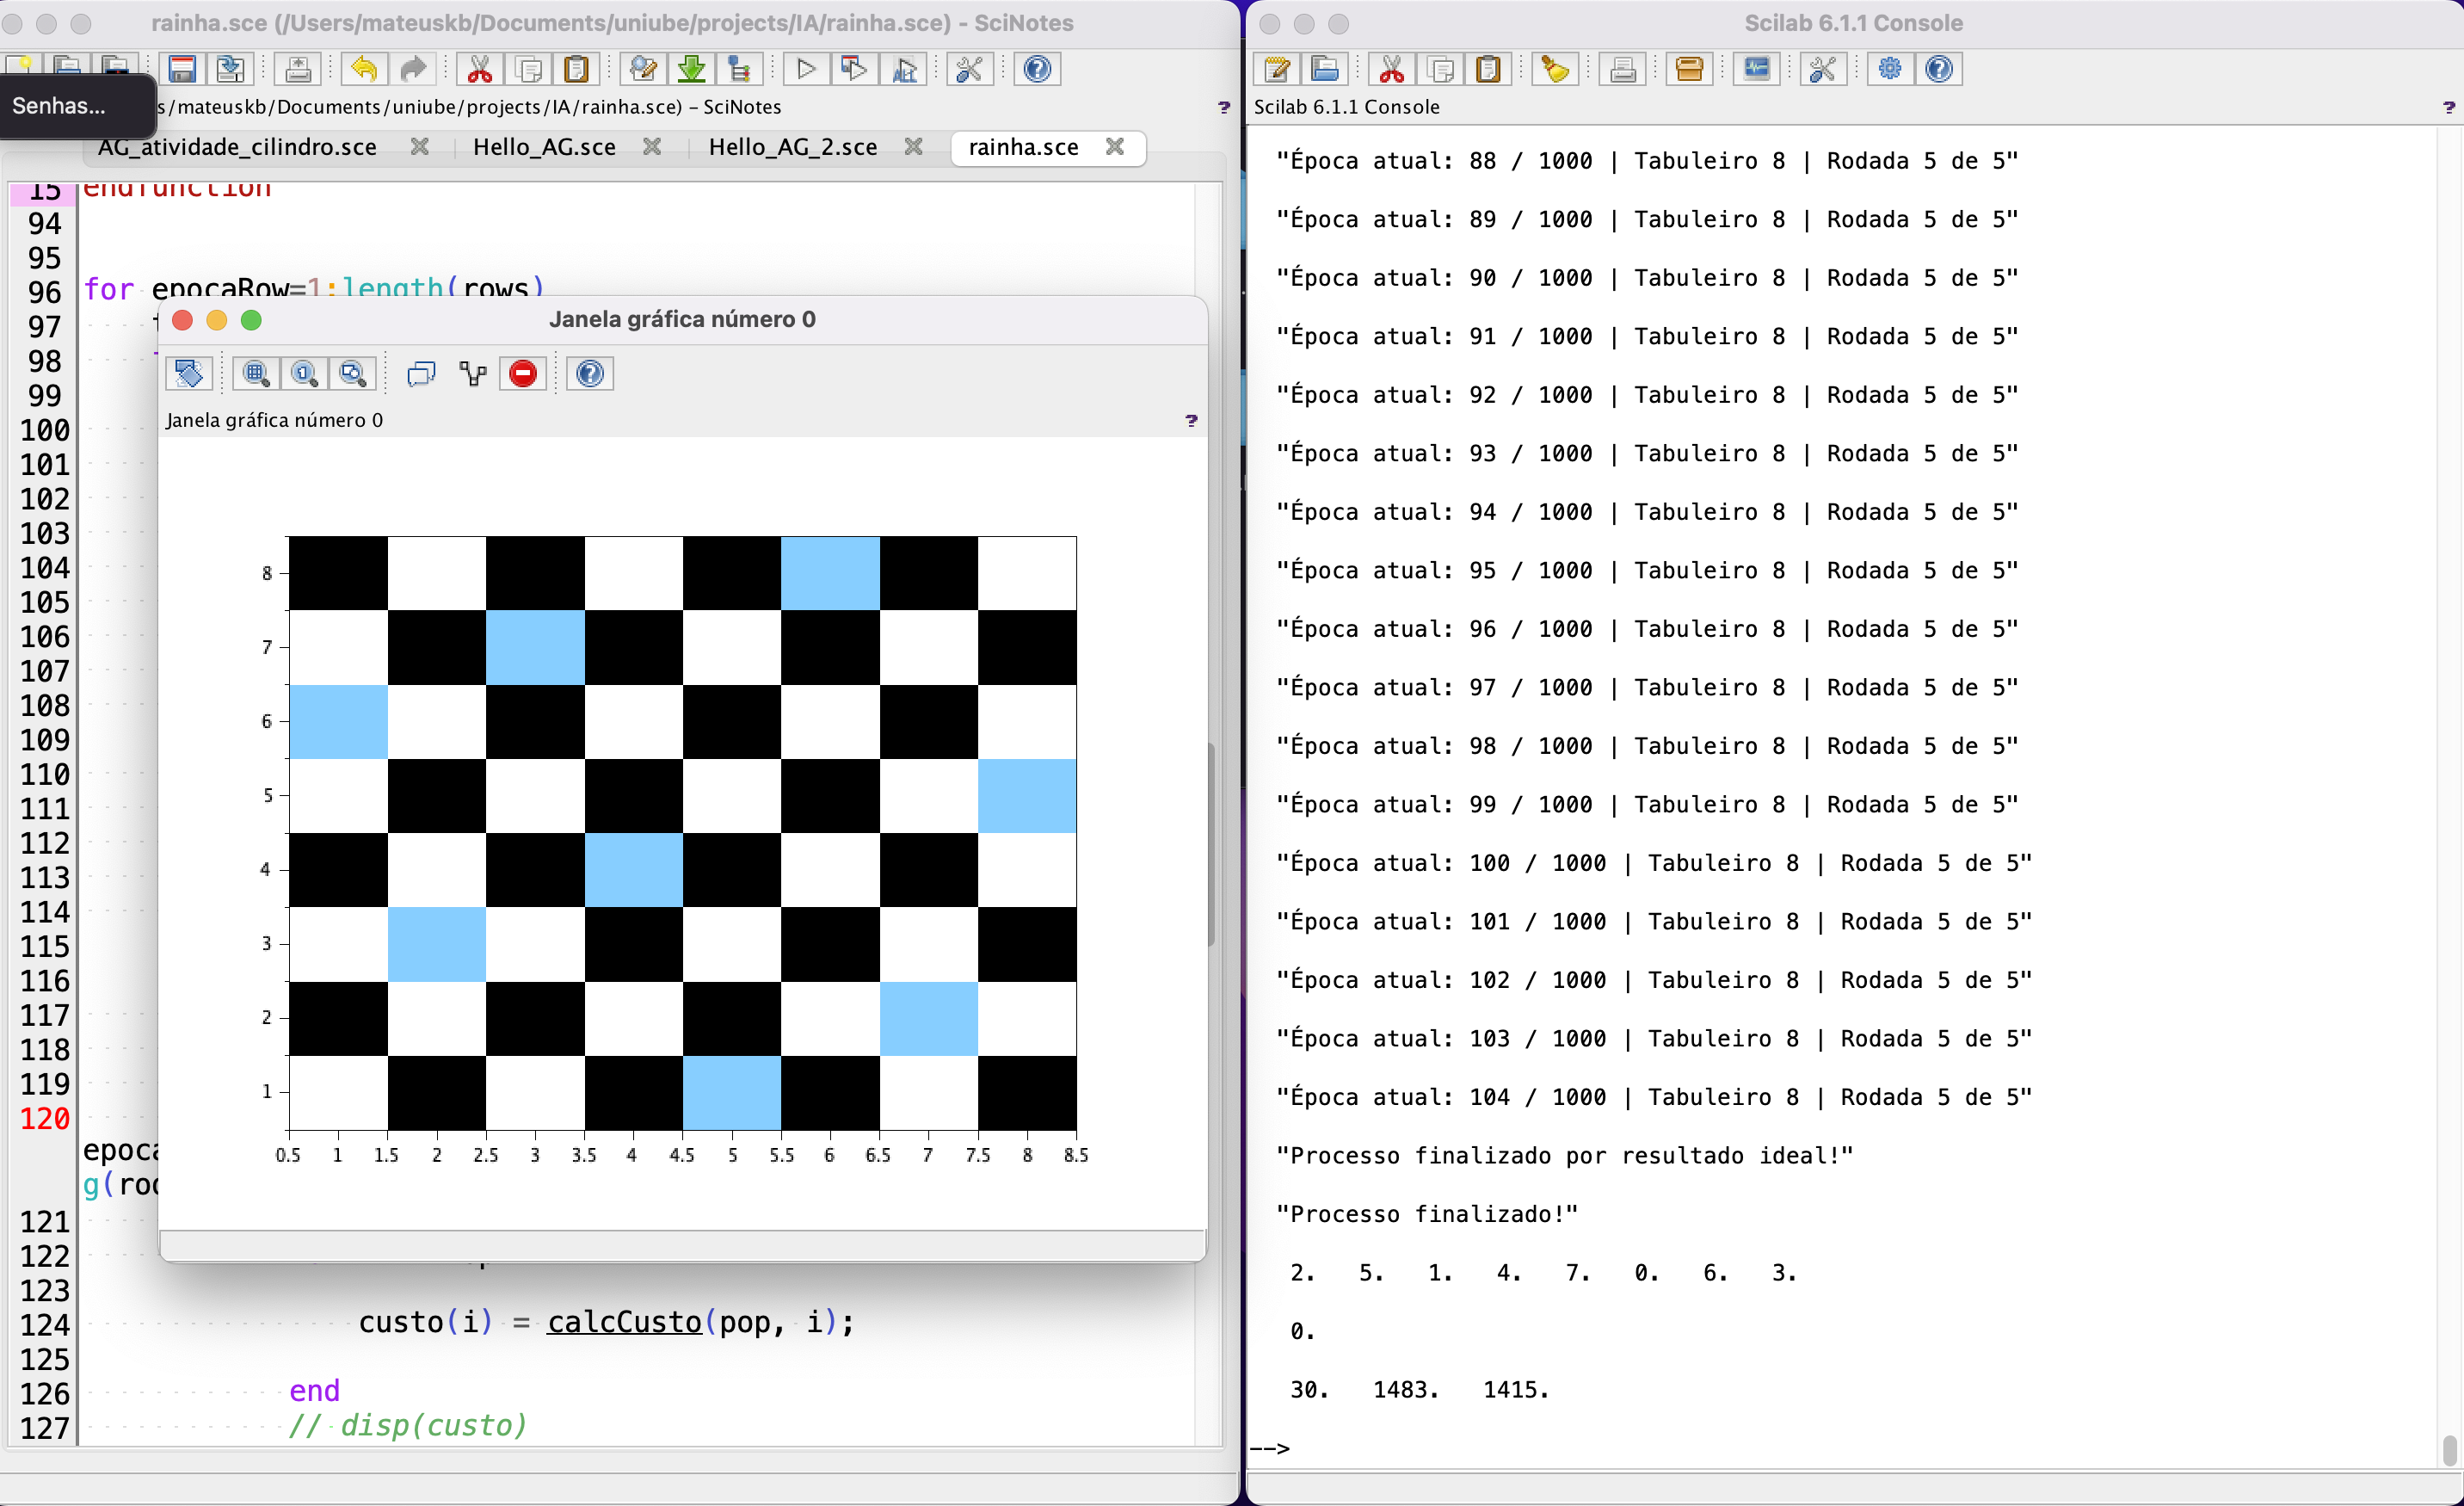 rainha.sce (/Users/mateuskb/Documents/uniube/projects/IA/rainha.sce) - SciNotes
Senhas...
s/mateuskb/Documents/uniube/projects/IA/rainha.sce) - SciNotes
?
AG_atividade_cilindro.sce
Hello_AG.sce
Hello_AG_2.sce
rainha.sce
15 endfunction
94
95
96 for epocaRow=1:length(rows)
97
98
99
100
101
102
103
104
105
106
107
108
109
110
111
112
113
114
115
116
117
118
119
120
epoca
g(rod
121
122
123
124 custo(i) = calcCusto(pop, i);
125
126 end
127 // disp(custo)
Janela gráfica número 0
Janela gráfica número 0
?
8
7
6
5
4
3
2
1
0.5 1 1.5 2 2.5 3 3.5 4 4.5 5 5.5 6 6.5 7 7.5 8 8.5
Scilab 6.1.1 Console
Scilab 6.1.1 Console
?
"Época atual: 88 / 1000 | Tabuleiro 8 | Rodada 5 de 5"
"Época atual: 89 / 1000 | Tabuleiro 8 | Rodada 5 de 5"
"Época atual: 90 / 1000 | Tabuleiro 8 | Rodada 5 de 5"
"Época atual: 91 / 1000 | Tabuleiro 8 | Rodada 5 de 5"
"Época atual: 92 / 1000 | Tabuleiro 8 | Rodada 5 de 5"
"Época atual: 93 / 1000 | Tabuleiro 8 | Rodada 5 de 5"
"Época atual: 94 / 1000 | Tabuleiro 8 | Rodada 5 de 5"
"Época atual: 95 / 1000 | Tabuleiro 8 | Rodada 5 de 5"
"Época atual: 96 / 1000 | Tabuleiro 8 | Rodada 5 de 5"
"Época atual: 97 / 1000 | Tabuleiro 8 | Rodada 5 de 5"
"Época atual: 98 / 1000 | Tabuleiro 8 | Rodada 5 de 5"
"Época atual: 99 / 1000 | Tabuleiro 8 | Rodada 5 de 5"
"Época atual: 100 / 1000 | Tabuleiro 8 | Rodada 5 de 5"
"Época atual: 101 / 1000 | Tabuleiro 8 | Rodada 5 de 5"
"Época atual: 102 / 1000 | Tabuleiro 8 | Rodada 5 de 5"
"Época atual: 103 / 1000 | Tabuleiro 8 | Rodada 5 de 5"
"Época atual: 104 / 1000 | Tabuleiro 8 | Rodada 5 de 5"
"Processo finalizado por resultado ideal!"
"Processo finalizado!"
2. 5. 1. 4. 7. 0. 6. 3.
0.
30. 1483. 1415.
-->